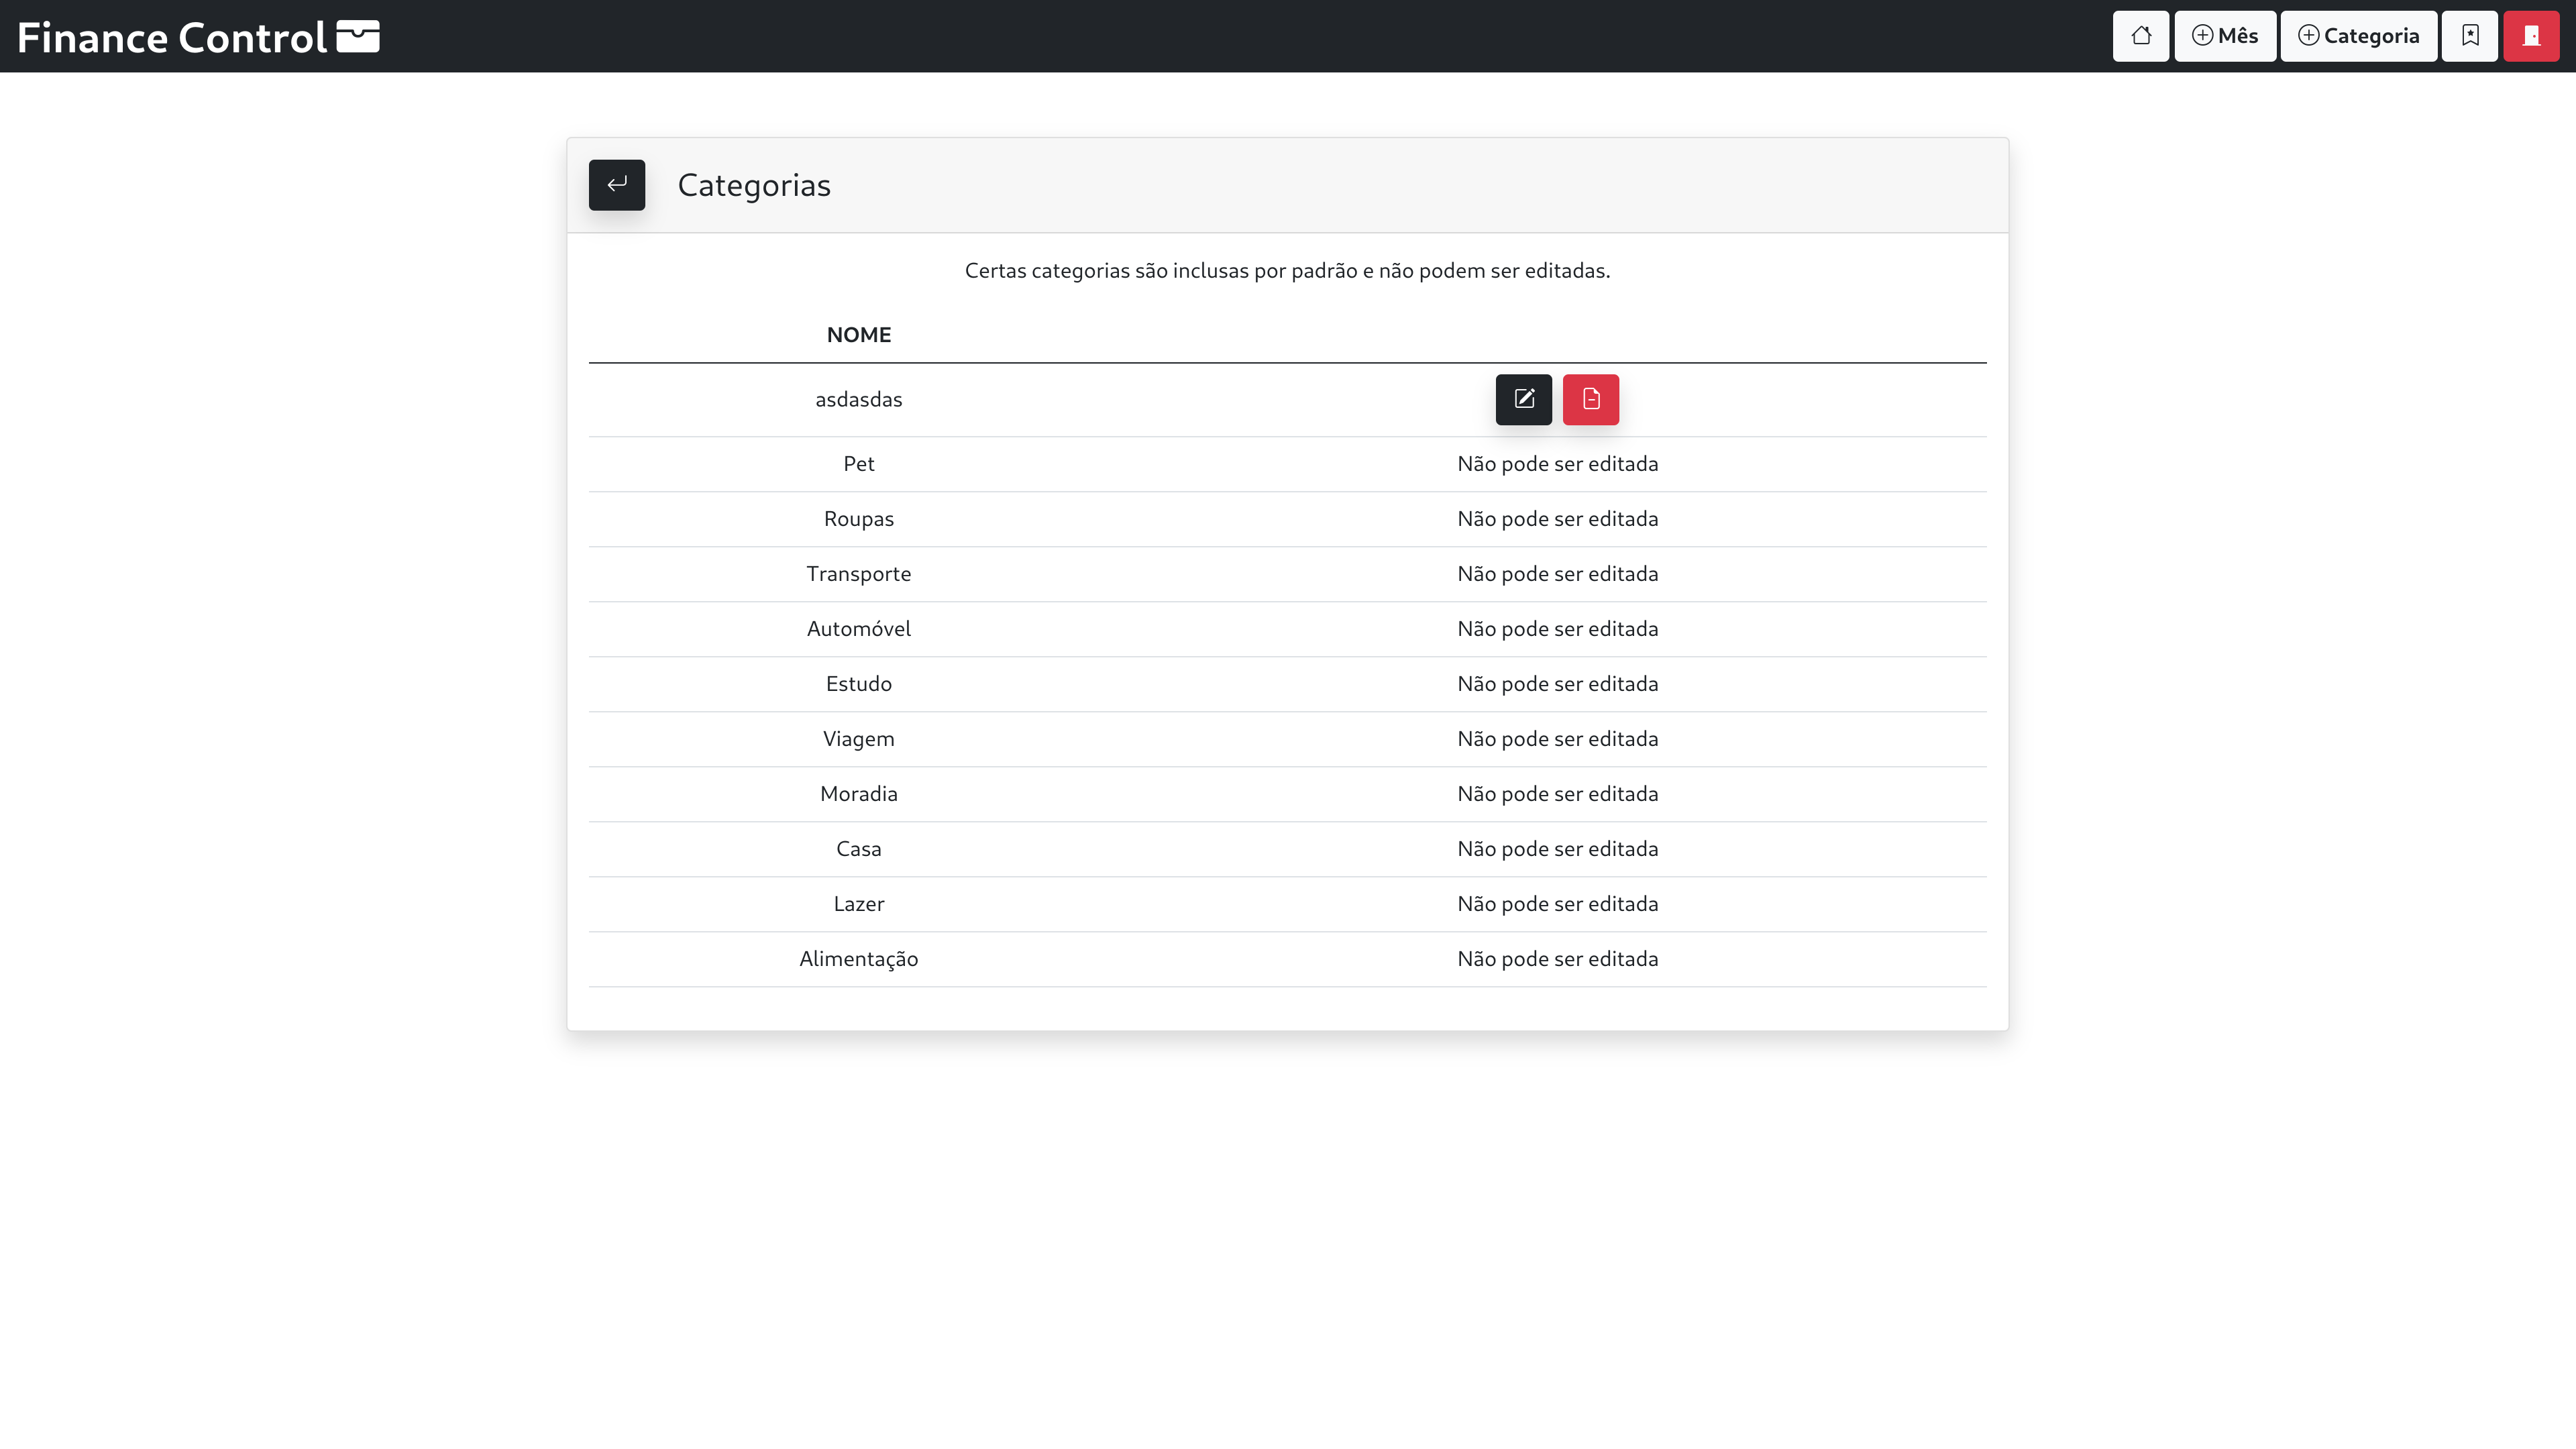 Finance Control
Mês
Categoria
Categorias
Certas categorias são inclusas por padrão e não podem ser editadas.
NOME
asdasdas
Pet Não pode ser editada
Roupas Não pode ser editada
Transporte Não pode ser editada
Automóvel Não pode ser editada
Estudo Não pode ser editada
Viagem Não pode ser editada
Moradia Não pode ser editada
Casa Não pode ser editada
Lazer Não pode ser editada
Alimentação Não pode ser editada